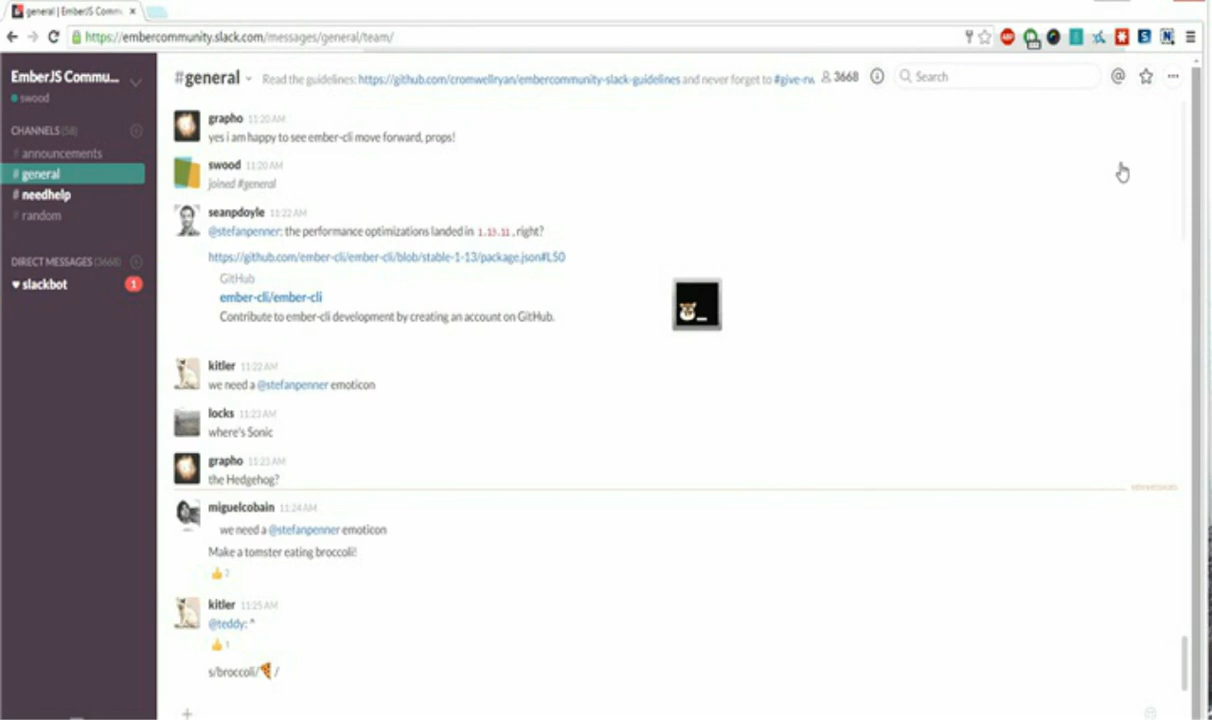 general | EmberJS Comm
https://embercommunity.slack.com/messages/general/team/
EmberJS Commu...
swood
CHANNELS (58)
# announcements
# general
# needhelp
# random
DIRECT MESSAGES (3668)
slackbot 1
#general Read the guidelines: https://github.com/cromwellryan/embercommunity-slack-guidelines and never forget to #give-rw 3668 Search
grapho 11:20 AM
yes i am happy to see ember-cli move forward, props!
swood 11:20 AM
joined #general
seanpdoyle 11:22 AM
@stefanpenner: the performance optimizations landed in 1.13.11, right?
https://github.com/ember-cli/ember-cli/blob/stable-1-13/package.json#L50
GitHub
ember-cli/ember-cli
Contribute to ember-cli development by creating an account on GitHub.
kitler 11:22 AM
we need a @stefanpenner emoticon
locks 11:23 AM
where's Sonic
grapho 11:23 AM
the Hedgehog?
new messages
miguelcobain 11:24 AM
we need a @stefanpenner emoticon
Make a tomster eating broccoli!
2
kitler 11:25 AM
@teddy: ^
1
s/broccoli/🍕/